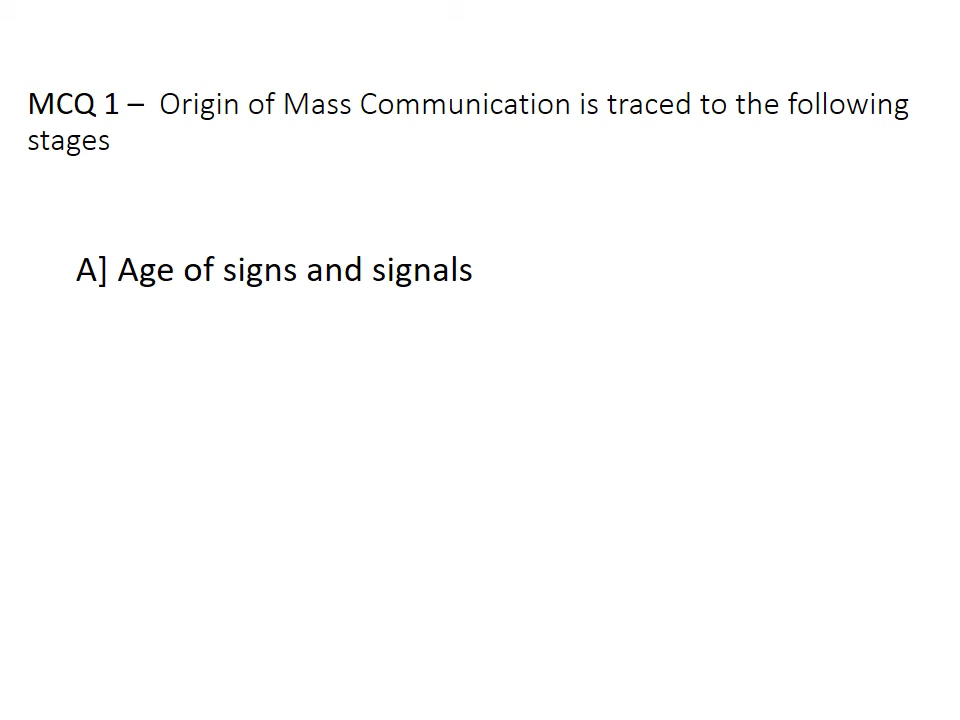 MCQ 1 – Origin of Mass Communication is traced to the following
stages
A] Age of signs and signals